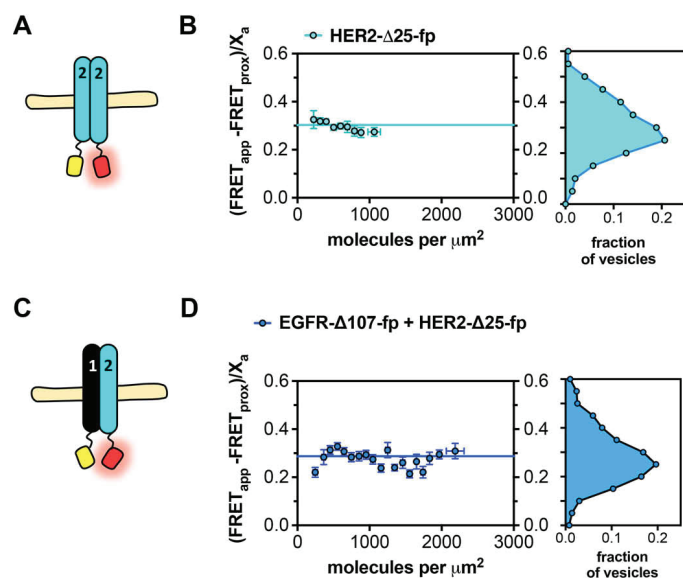 A
2 2
B
HER2-Δ25-fp
(FRETapp -FRETprox)/Xa
0.6
0.4
0.2
0.0
0 1000 2000 3000
molecules per μm2
0.6
0.4
0.2
0.0
0.0 0.1 0.2
fraction
of vesicles
C
1 2
D
EGFR-Δ107-fp + HER2-Δ25-fp
(FRETapp -FRETprox)/Xa
0.6
0.4
0.2
0.0
0 1000 2000 3000
molecules per μm2
0.6
0.4
0.2
0.0
0.0 0.1 0.2
fraction
of vesicles